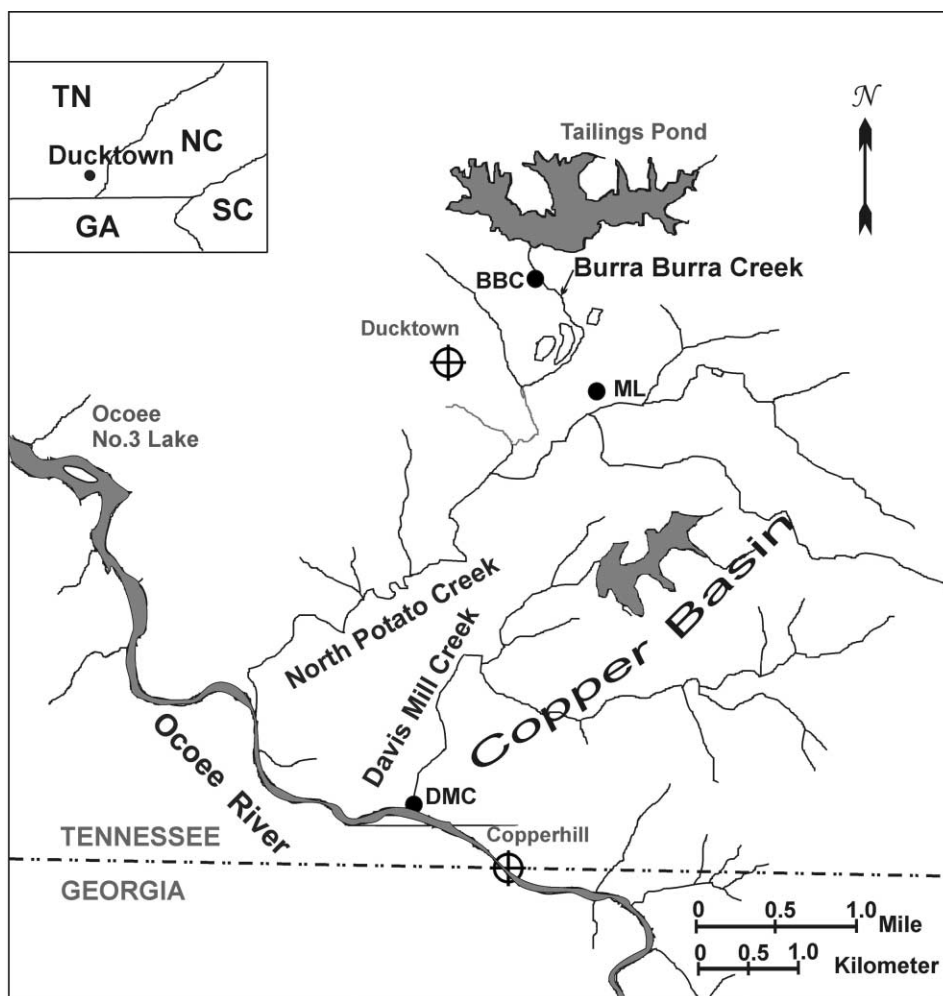 TN
NC
Ducktown
GA
SC
N
Tailings Pond
BBC
Burra Burra Creek
Ducktown
ML
Ocoee
No.3 Lake
North Potato Creek
Davis Mill Creek
Copper Basin
Ocoee River
DMC
TENNESSEE
Copperhill
GEORGIA
0 0.5 1.0
Mile
0 0.5 1.0
Kilometer